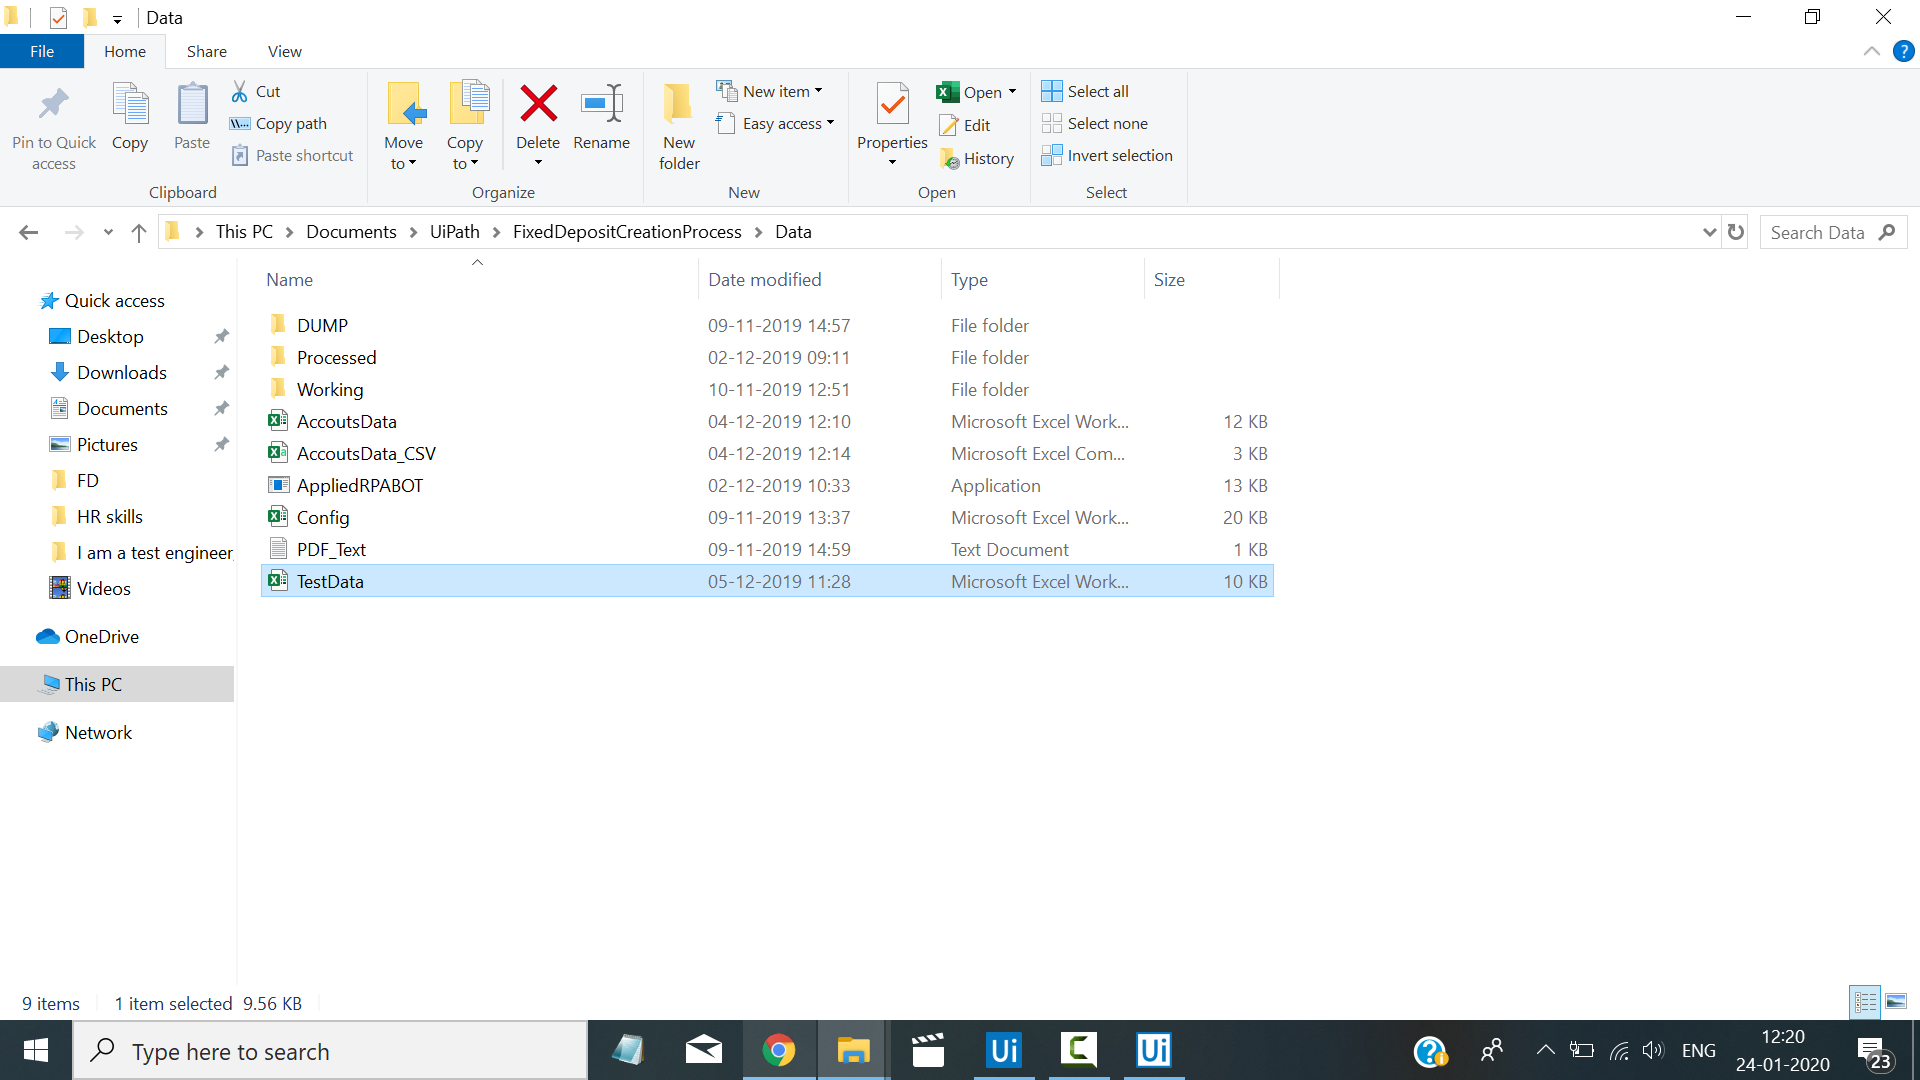 Data
File Home Share View
Pin to Quick access
Copy
Paste
Cut
Copy path
Paste shortcut
Clipboard
Move to
Copy to
Delete
Rename
Organize
New folder
New item
Easy access
New
Properties
Open
Edit
History
Open
Select all
Select none
Invert selection
Select
This PC Documents UiPath FixedDepositCreationProcess Data
Search Data
Quick access
Desktop
Downloads
Documents
Pictures
FD
HR skills
I am a test engineer,
Videos
OneDrive
This PC
Network
Name Date modified Type Size
DUMP 09-11-2019 14:57 File folder
Processed 02-12-2019 09:11 File folder
Working 10-11-2019 12:51 File folder
AccoutsData 04-12-2019 12:10 Microsoft Excel Work... 12 KB
AccoutsData_CSV 04-12-2019 12:14 Microsoft Excel Com... 3 KB
AppliedRPABOT 02-12-2019 10:33 Application 13 KB
Config 09-11-2019 13:37 Microsoft Excel Work... 20 KB
PDF_Text 09-11-2019 14:59 Text Document 1 KB
TestData 05-12-2019 11:28 Microsoft Excel Work... 10 KB
9 items 1 item selected 9.56 KB
Type here to search
Ui
Ui
ENG
12:20
24-01-2020
23